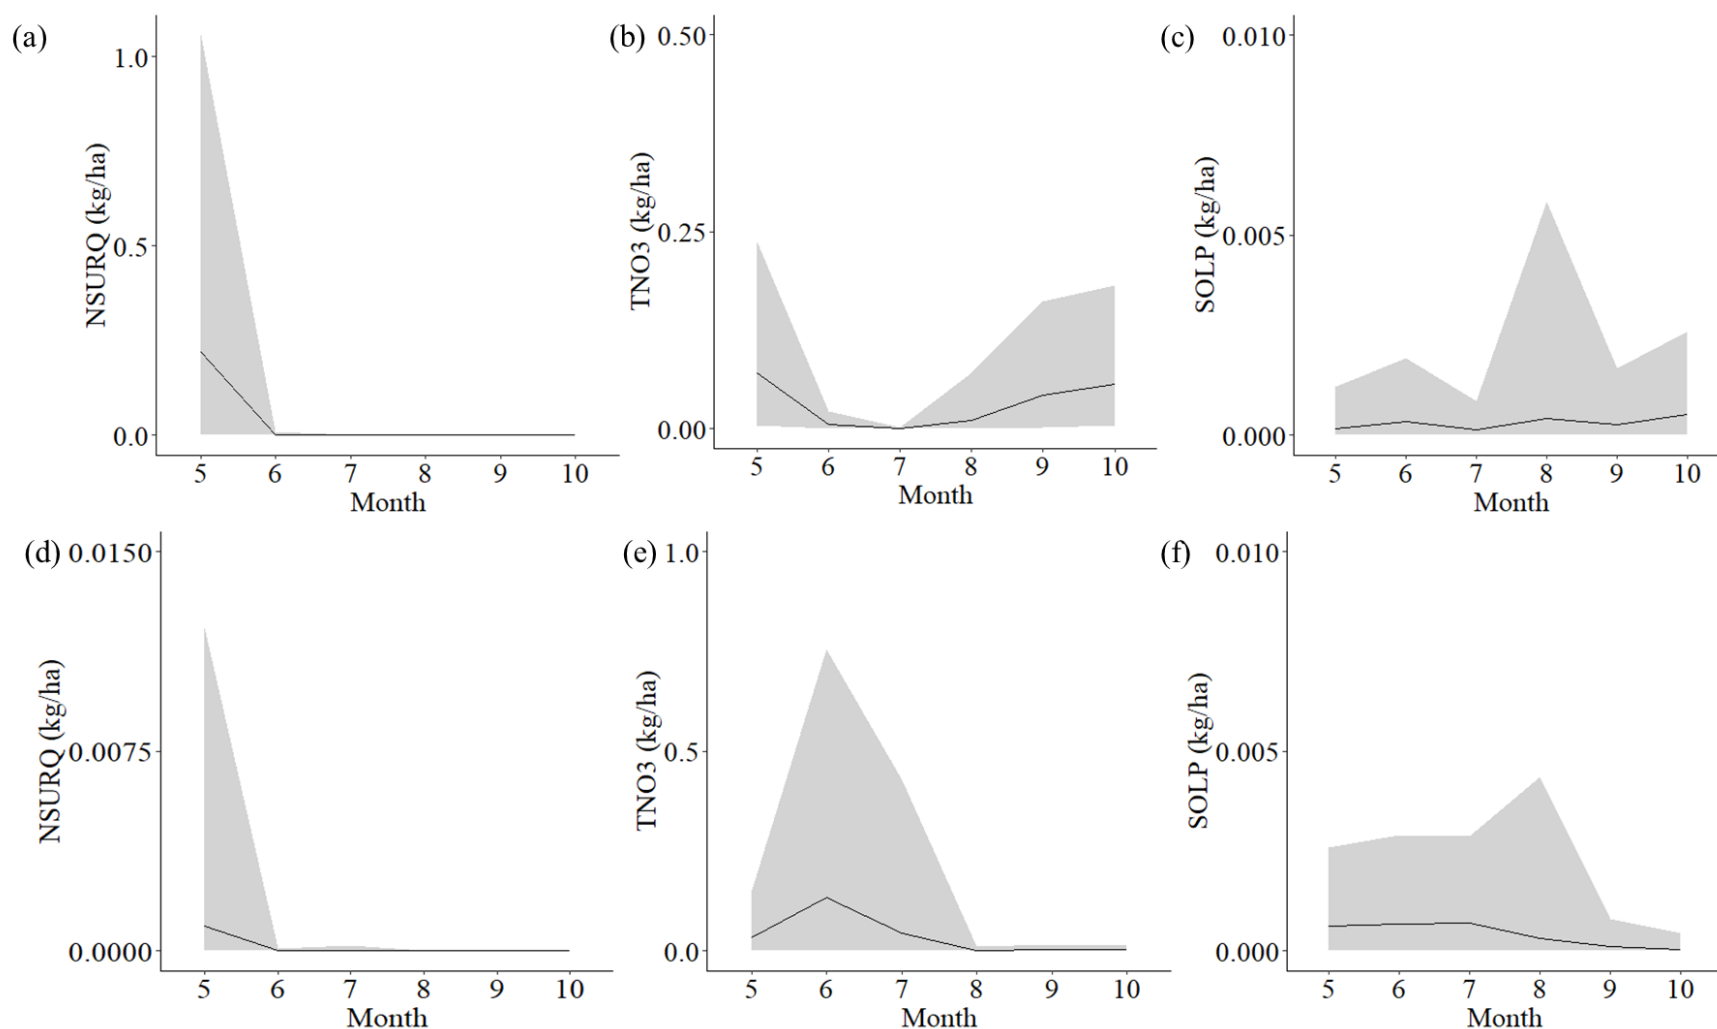 (a)
NSURQ (kg/ha)
1.0
0.5
0.0
5 6 7 8 9 10
Month
(b)
TNO3 (kg/ha)
0.50
0.25
0.00
5 6 7 8 9 10
Month
(c)
SOLP (kg/ha)
0.010
0.005
0.000
5 6 7 8 9 10
Month
(d)
NSURQ (kg/ha)
0.0150
0.0075
0.0000
5 6 7 8 9 10
Month
(e)
TNO3 (kg/ha)
1.0
0.5
0.0
5 6 7 8 9 10
Month
(f)
SOLP (kg/ha)
0.010
0.005
0.000
5 6 7 8 9 10
Month